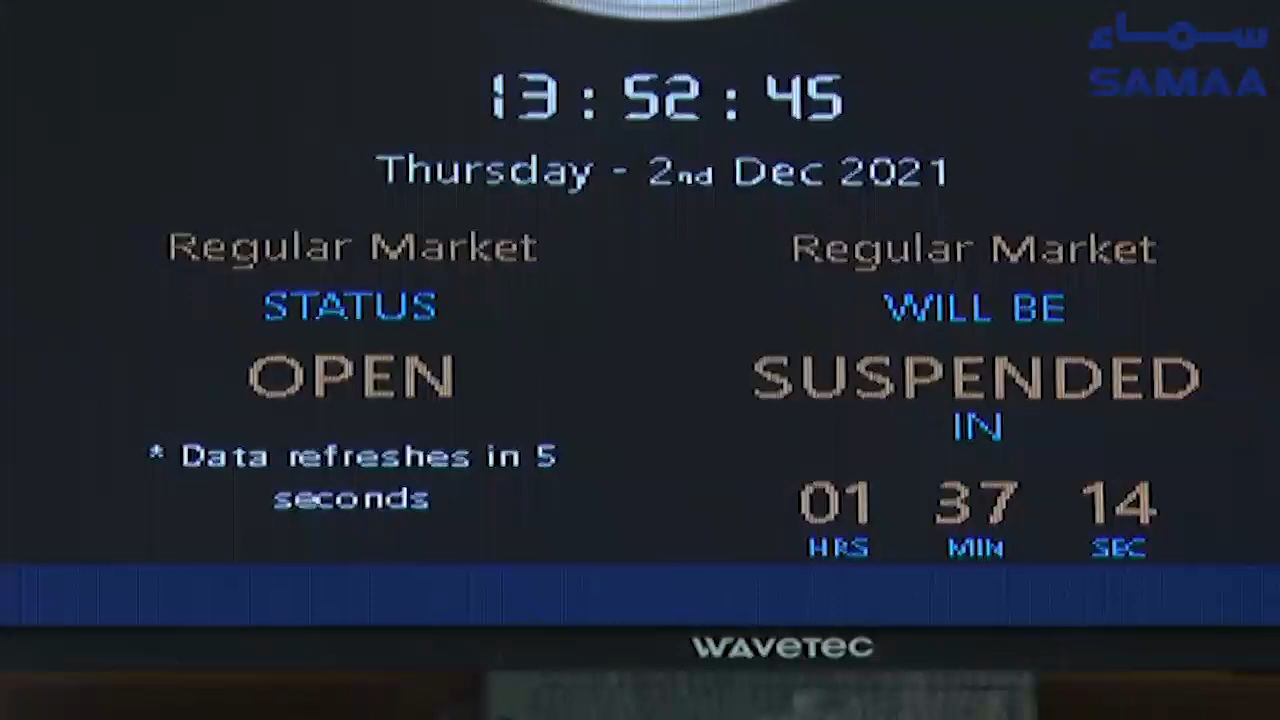 سماء
SAMAA
13:52:45
Thursday - 2nd Dec 2021
Regular Market
STATUS
OPEN
* Data refreshes in 5
seconds
Regular Market
WILL BE
SUSPENDED
IN
01 37 14
HRS MIN SEC
WAVETEC